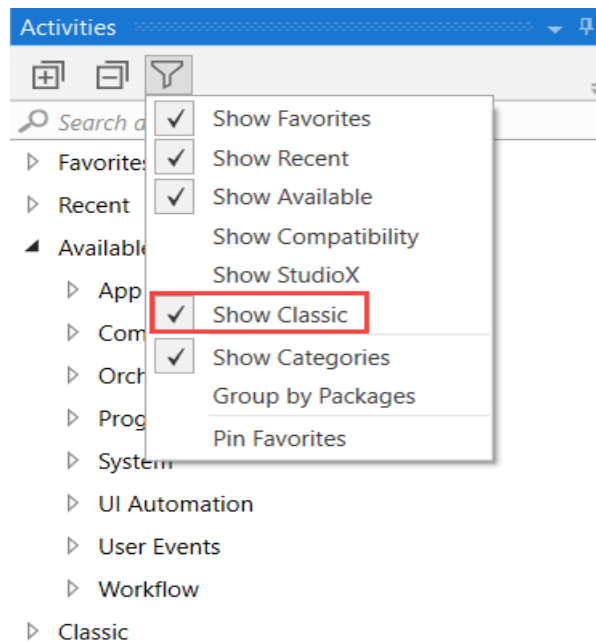 Activities
Search a
Show Favorites
Show Recent
Show Available
Show Compatibility
Show StudioX
Show Classic
Show Categories
Group by Packages
Pin Favorites
Favorites
Recent
Available
App
Com
Orch
Prog
System
UI Automation
User Events
Workflow
Classic